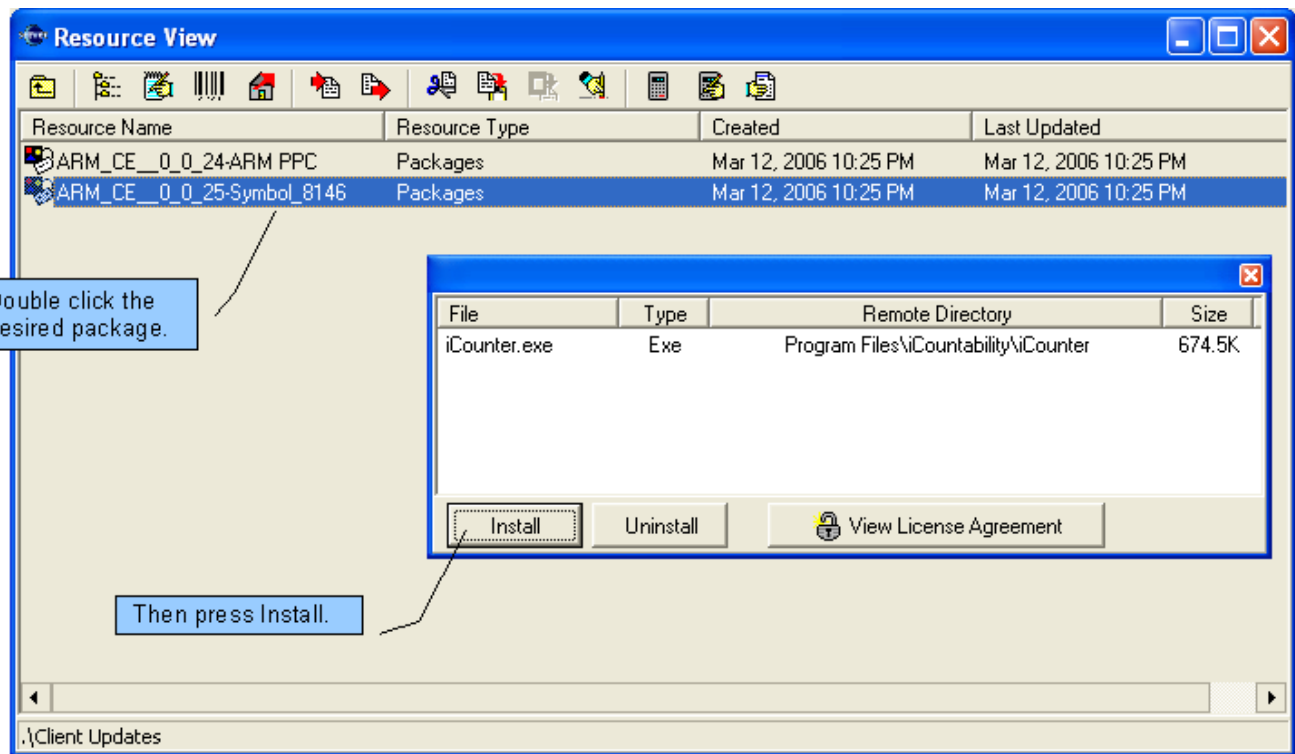 Resource View
Resource Name Resource Type Created Last Updated
ARM_CE__0_0_24-ARM PPC Packages Mar 12, 2006 10:25 PM Mar 12, 2006 10:25 PM
ARM_CE__0_0_25-Symbol_8146 Packages Mar 12, 2006 10:25 PM Mar 12, 2006 10:25 PM
Double click the
desired package.
File Type Remote Directory Size
iCounter.exe Exe Program Files\iCountability\iCounter 674.5K
Install Uninstall View License Agreement
Then press Install.
.\Client Updates